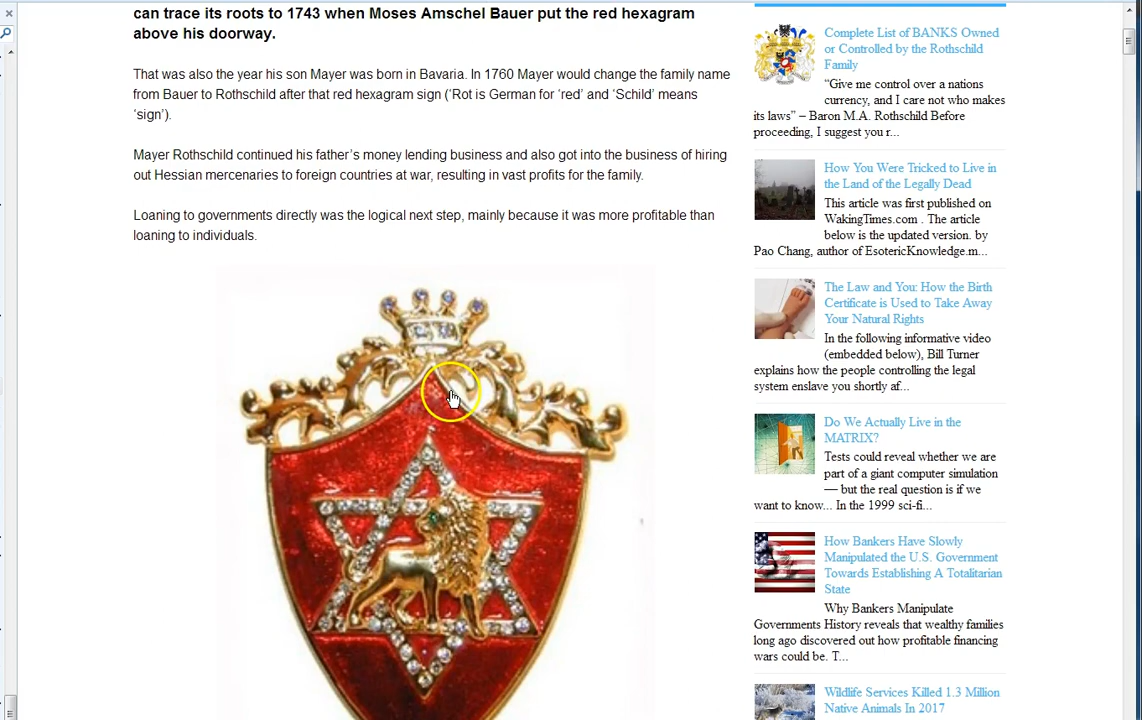 can trace its roots to 1743 when Moses Amschel Bauer put the red hexagram
above his doorway.
That was also the year his son Mayer was born in Bavaria. In 1760 Mayer would change the family name
from Bauer to Rothschild after that red hexagram sign (‘Rot is German for ‘red’ and ‘Schild’ means
‘sign’).
Mayer Rothschild continued his father’s money lending business and also got into the business of hiring
out Hessian mercenaries to foreign countries at war, resulting in vast profits for the family.
Loaning to governments directly was the logical next step, mainly because it was more profitable than
loaning to individuals.
Complete List of BANKS Owned
or Controlled by the Rothschild
Family
“Give me control over a nations
currency, and I care not who makes
its laws” – Baron M.A. Rothschild Before
proceeding, I suggest you r...
How You Were Tricked to Live in
the Land of the Legally Dead
This article was first published on
WakingTimes.com . The article
below is the updated version. by
Pao Chang, author of EsotericKnowledge.m...
The Law and You: How the Birth
Certificate is Used to Take Away
Your Natural Rights
In the following informative video
(embedded below), Bill Turner
explains how the people controlling the legal
system enslave you shortly af...
Do We Actually Live in the
MATRIX?
Tests could reveal whether we are
part of a giant computer simulation
— but the real question is if we
want to know... In the 1999 sci-fi...
How Bankers Have Slowly
Manipulated the U.S. Government
Towards Establishing A Totalitarian
State
Why Bankers Manipulate
Governments History reveals that wealthy families
long ago discovered out how profitable financing
wars could be. T...
Wildlife Services Killed 1.3 Million
Native Animals In 2017